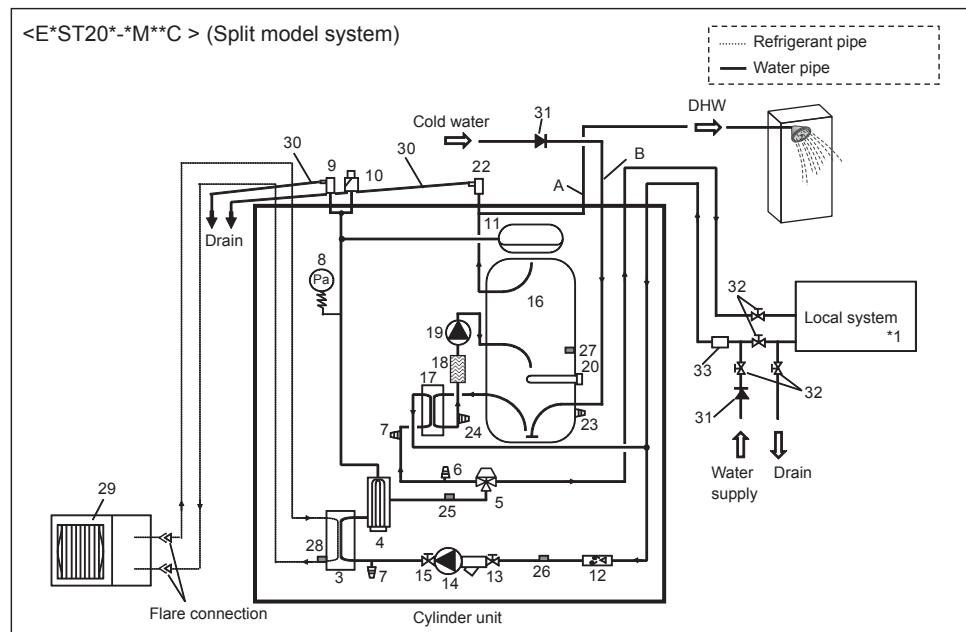 <E*ST20*-*M**C > (Split model system)
Refrigerant pipe
Water pipe
DHW
Cold water
31
30
9
10
30
22
A
B
Drain
11
8
Pa
16
32
Local system
*1
19
27
33
18
20
17
32
7
24
23
31
6
29
25
5
Water
supply
Drain
4
28
3
7
15
14
13
26
12
Flare connection
Cylinder unit